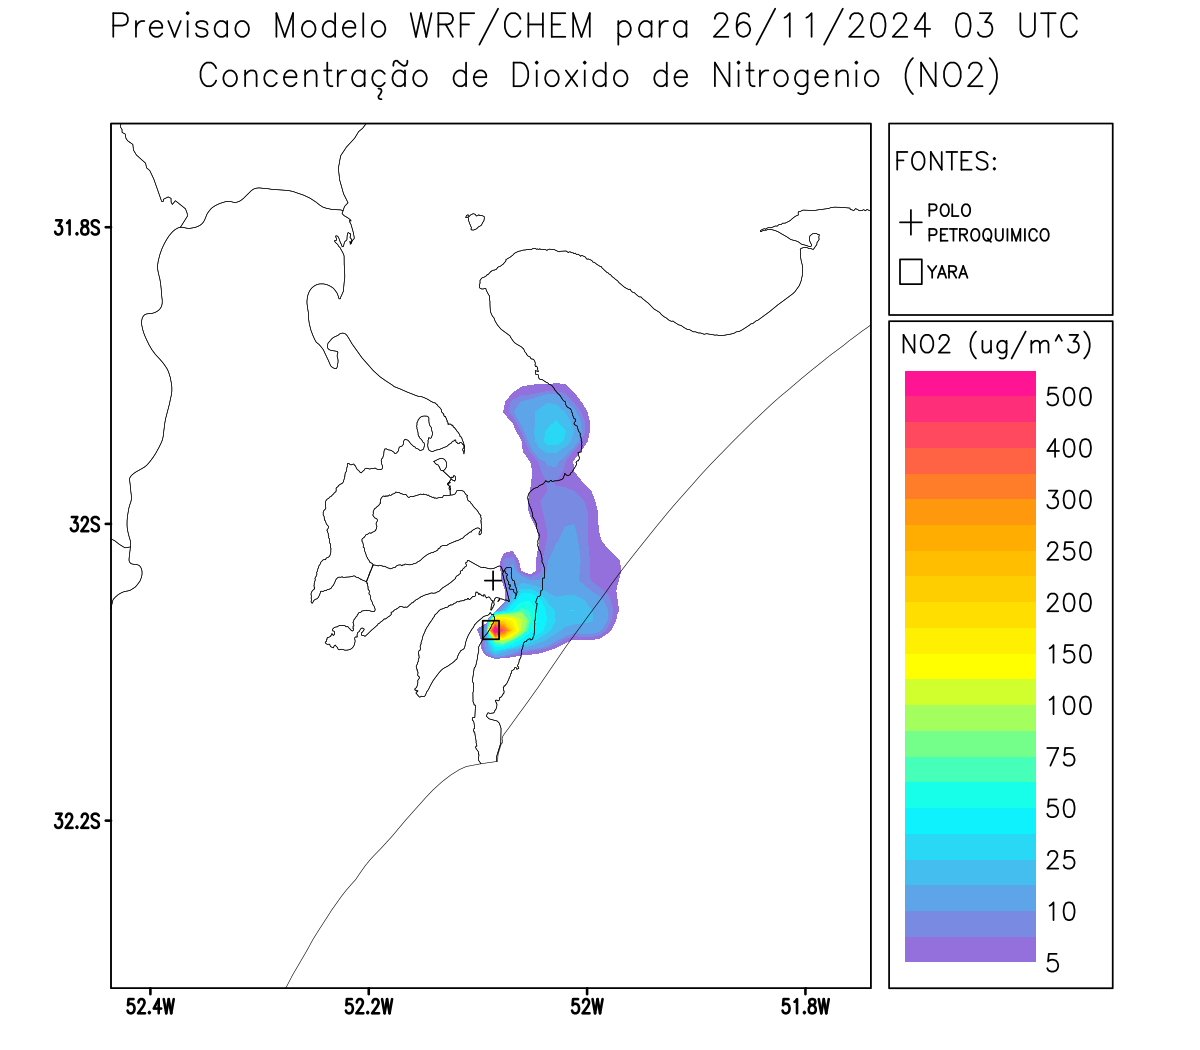 Previsao Modelo WRF/CHEM para 26/11/2024 03 UTC
Concentração de Dioxido de Nitrogenio (NO2)
FONTES:
POLO
PETROQUIMICO
YARA
NO2 (ug/m^3)
500
400
300
250
200
150
100
75
50
25
10
5
31.8S
32S
32.2S
52.4W
52.2W
52W
51.8W